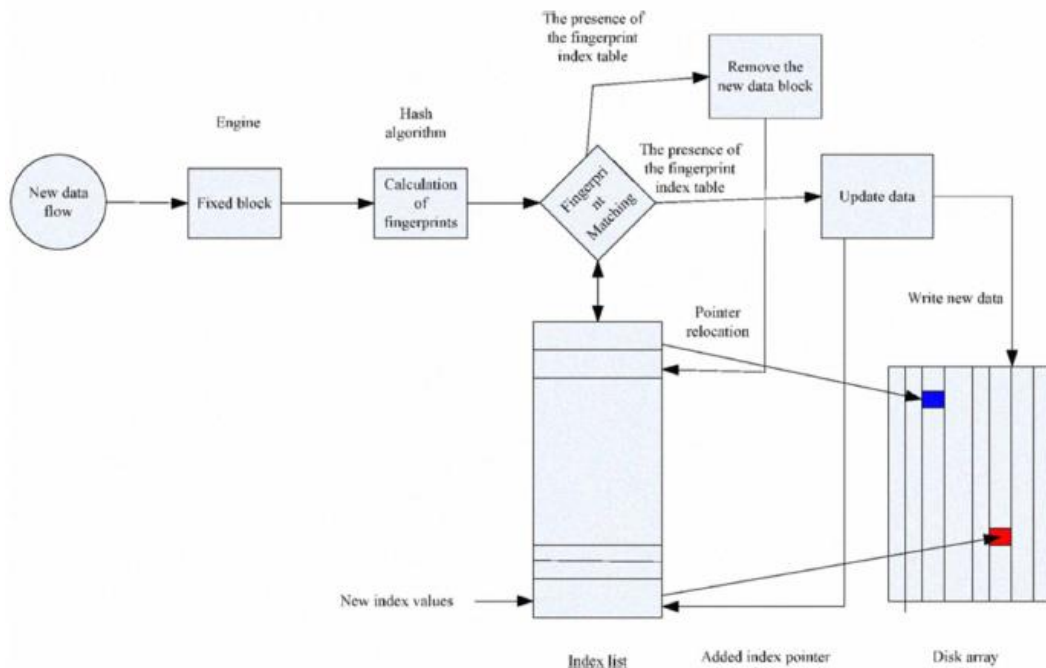 The presence of
the fingerprint
index table
Remove the
new data block
Engine
Hash
algorithm
The presence of
the fingerprint
index table
New data
flow
Fixed block
Calculation
of
fingerprints
Fingerpri
nt
Matching
Update data
Write new data
Pointer
relocation
New index values
Index list
Added index pointer
Disk array